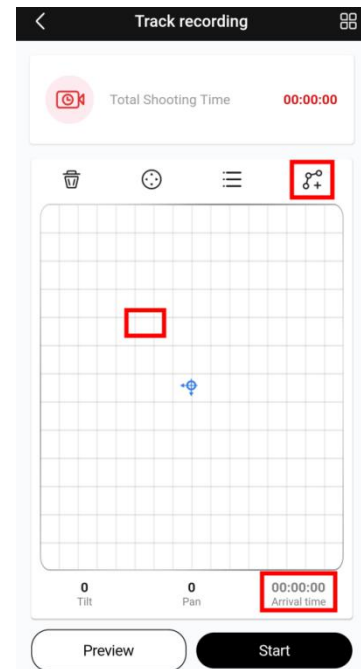 Track recording
Total Shooting Time 00:00:00
0 0 00:00:00
Tilt Pan Arrival time
Preview Start